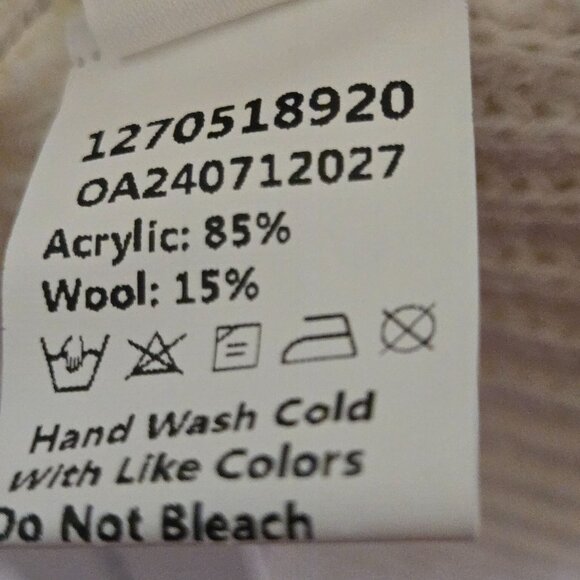 1270518920
OA240712027
Acrylic: 85%
Wool: 15%
Hand Wash Cold
With Like Colors
Do Not Bleach